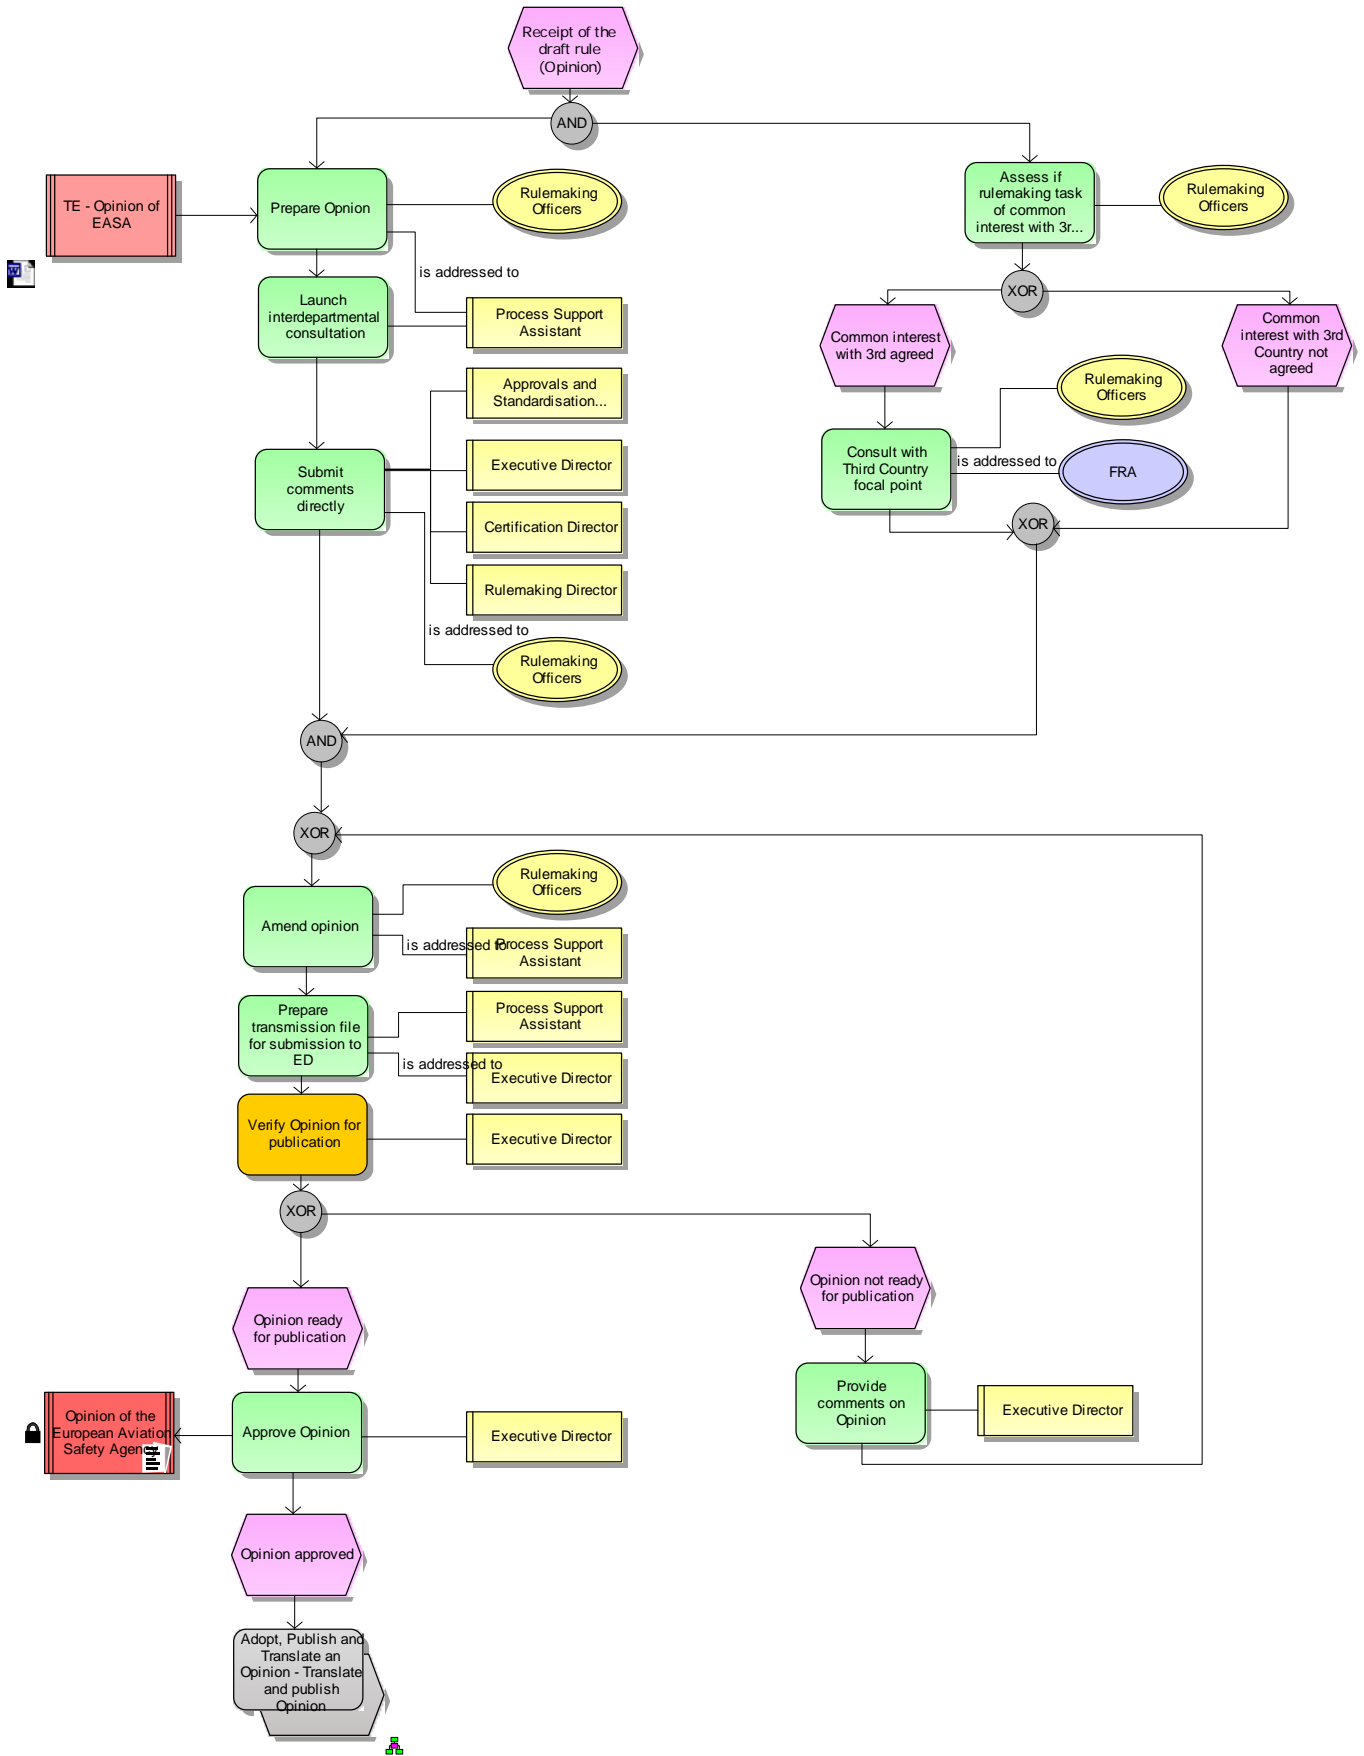 Receipt of the
draft rule
(Opinion)
AND
TE - Opinion of
EASA
Prepare Opnion
Rulemaking
Officers
Assess if
rulemaking task
of common
interest with 3r...
Rulemaking
Officers
is addressed to
W
Launch
interdepartmental
consultation
Process Support
Assistant
XOR
Common interest
with 3rd agreed
Common
interest with 3rd
Country not
agreed
Approvals and
Standardisation...
Rulemaking
Officers
Submit
comments
directly
Executive Director
Consult with
Third Country
focal point
is addressed to
FRA
Certification Director
XOR
Rulemaking Director
is addressed to
Rulemaking
Officers
AND
XOR
Amend opinion
Rulemaking
Officers
is addressed to
Process Support
Assistant
Prepare
transmission file
for submission to
ED
Process Support
Assistant
is addressed to
Executive Director
Verify Opinion for
publication
Executive Director
XOR
Opinion ready
for publication
Opinion not ready
for publication
Opinion of the
European Aviation
Safety Agency
Approve Opinion
Executive Director
Provide
comments on
Opinion
Executive Director
Opinion approved
Adopt, Publish and
Translate an
Opinion - Translate
and publish
Opinion